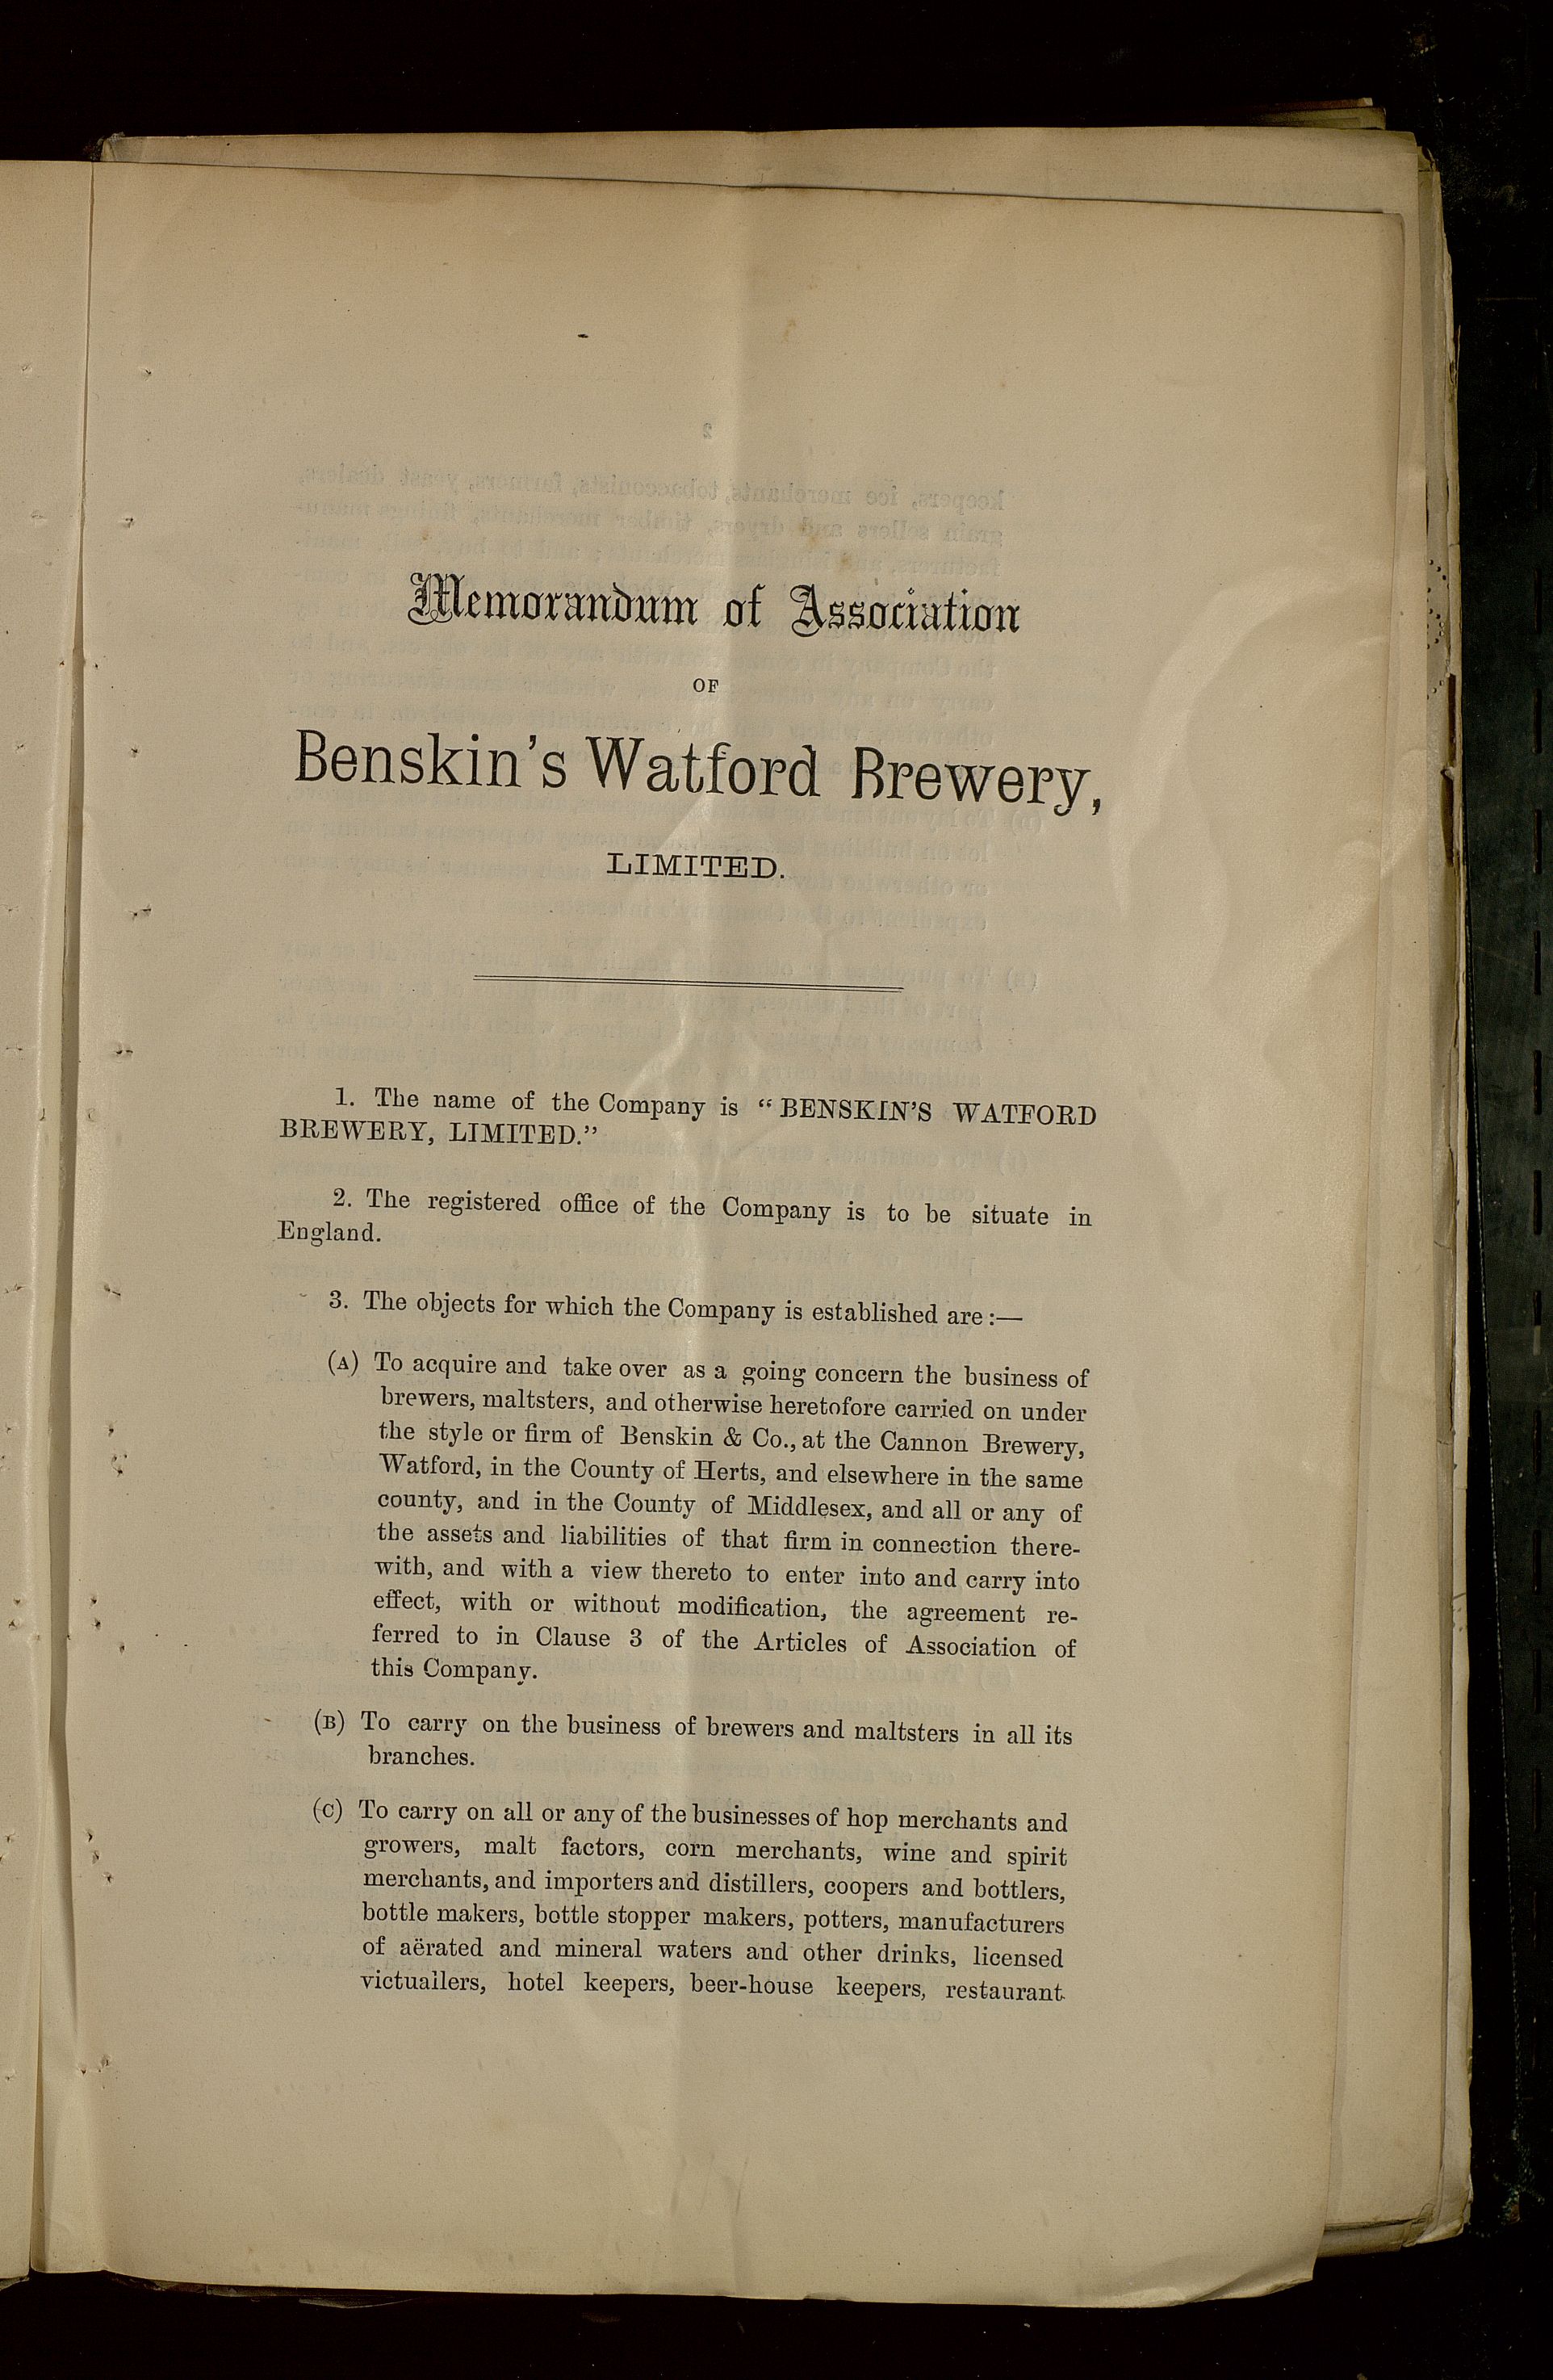 Memorandum of Association
OF
Benskin's Watford Brewery,
LIMITED.
1. The name of the Company is “BENSKIN'S WATFORD
BREWERY, LIMITED.”
2. The registered office of the Company is to be situate in
England.
3. The objects for which the Company is established are:—
(A) To acquire and take over as a going concern the business of
brewers, maltsters, and otherwise heretofore carried on under
the style or firm of Benskin & Co., at the Cannon Brewery,
Watford, in the County of Herts, and elsewhere in the same
county, and in the County of Middlesex, and all or any of
the assets and liabilities of that firm in connection there-
with, and with a view thereto to enter into and carry into
effect, with or without modification, the agreement re-
ferred to in Clause 3 of the Articles of Association of
this Company.
(B) To carry on the business of brewers and maltsters in all its
branches.
(C) To carry on all or any of the businesses of hop merchants and
growers, malt factors, corn merchants, wine and spirit
merchants, and importers and distillers, coopers and bottlers,
bottle makers, bottle stopper makers, potters, manufacturers
of aërated and mineral waters and other drinks, licensed
victuallers, hotel keepers, beer-house keepers, restaurant